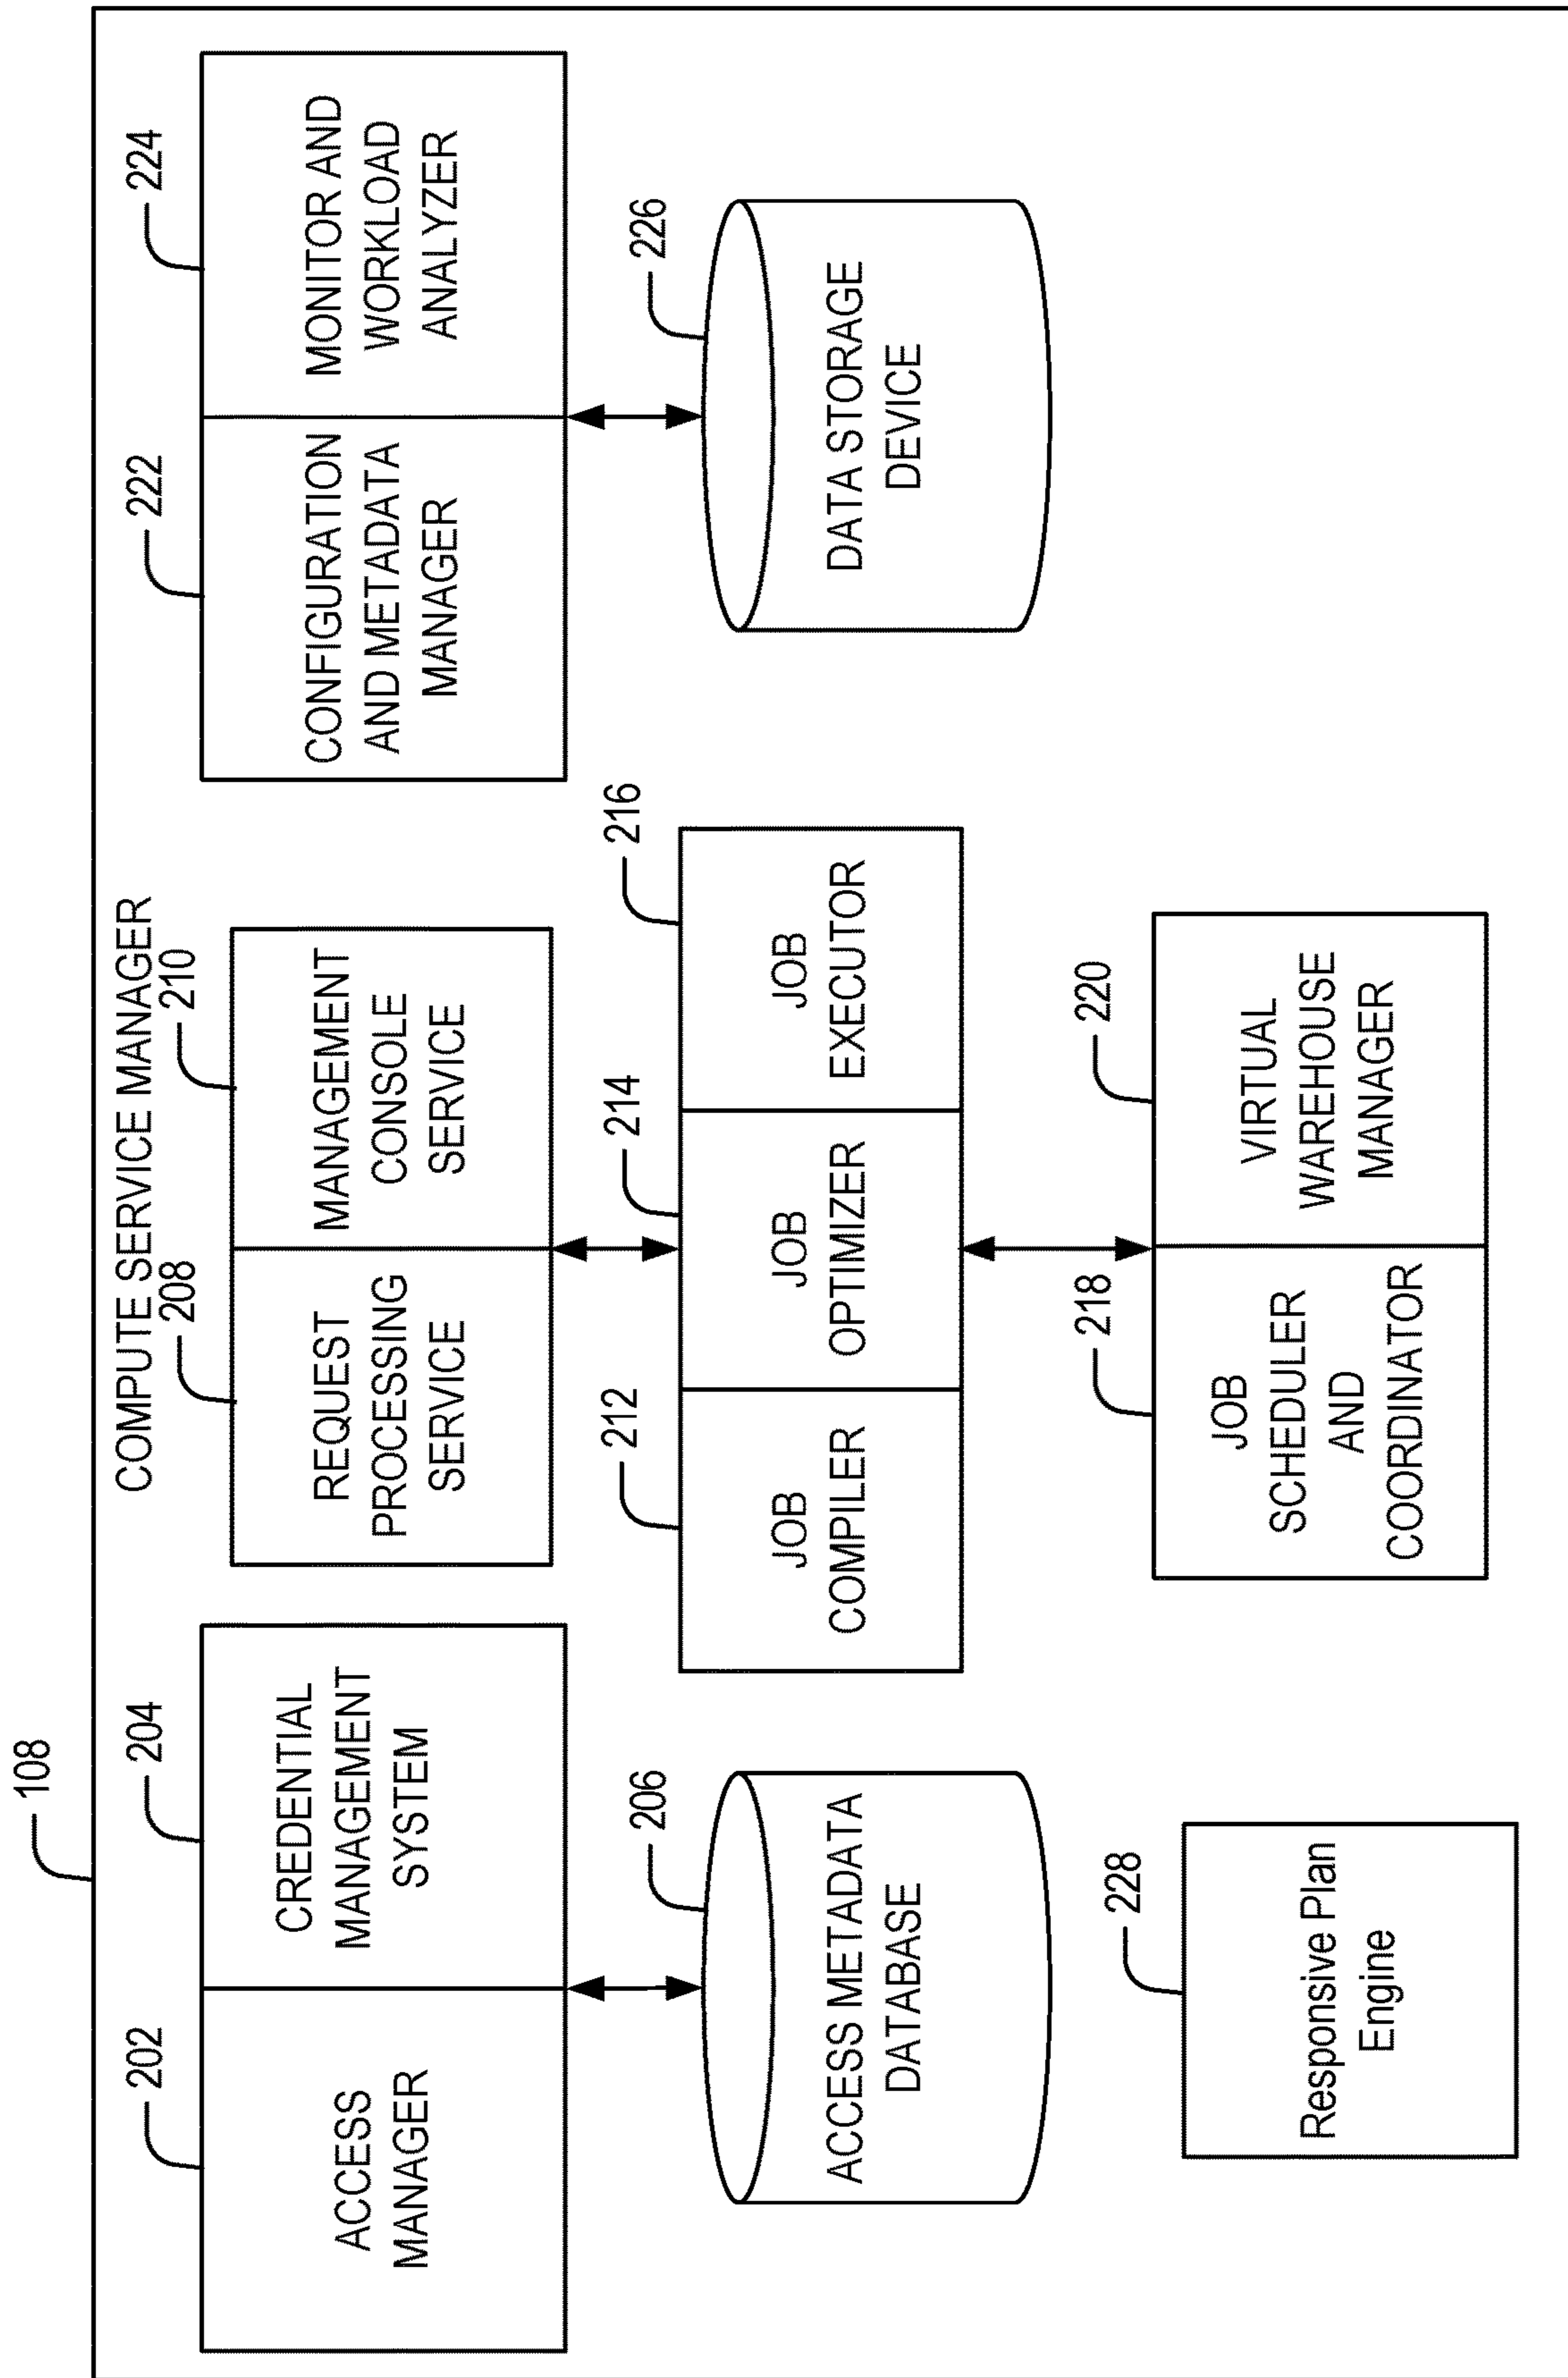 108
COMPUTE SERVICE MANAGER
202
204
208
210
222
224
ACCESS
MANAGER
CREDENTIAL
MANAGEMENT
SYSTEM
REQUEST
PROCESSING
SERVICE
MANAGEMENT
CONSOLE
SERVICE
CONFIGURATION
AND METADATA
MANAGER
MONITOR AND
WORKLOAD
ANALYZER
206
212
214
216
226
ACCESS METADATA
DATABASE
JOB
COMPILER
JOB
OPTIMIZER
JOB
EXECUTOR
DATA STORAGE
DEVICE
228
218
220
Responsive Plan
Engine
JOB
SCHEDULER
AND
COORDINATOR
VIRTUAL
WAREHOUSE
MANAGER